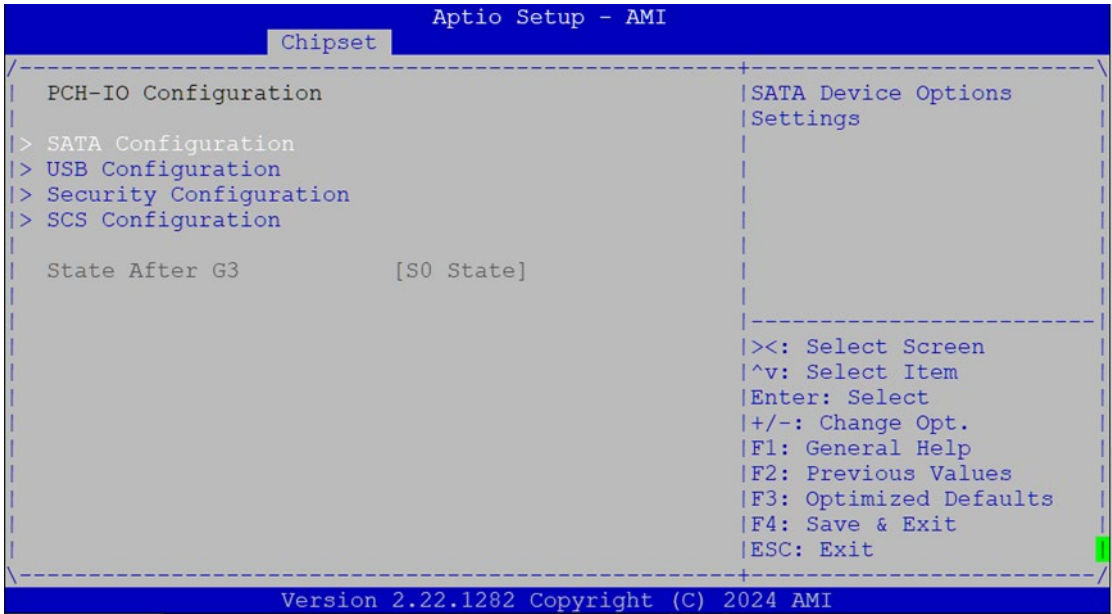 Aptio Setup - AMI
Chipset
PCH-IO Configuration
> SATA Configuration
> USB Configuration
> Security Configuration
> SCS Configuration
State After G3 [S0 State]
SATA Device Options
Settings
><: Select Screen
^v: Select Item
Enter: Select
+/-: Change Opt.
F1: General Help
F2: Previous Values
F3: Optimized Defaults
F4: Save & Exit
ESC: Exit
Version 2.22.1282 Copyright (C) 2024 AMI